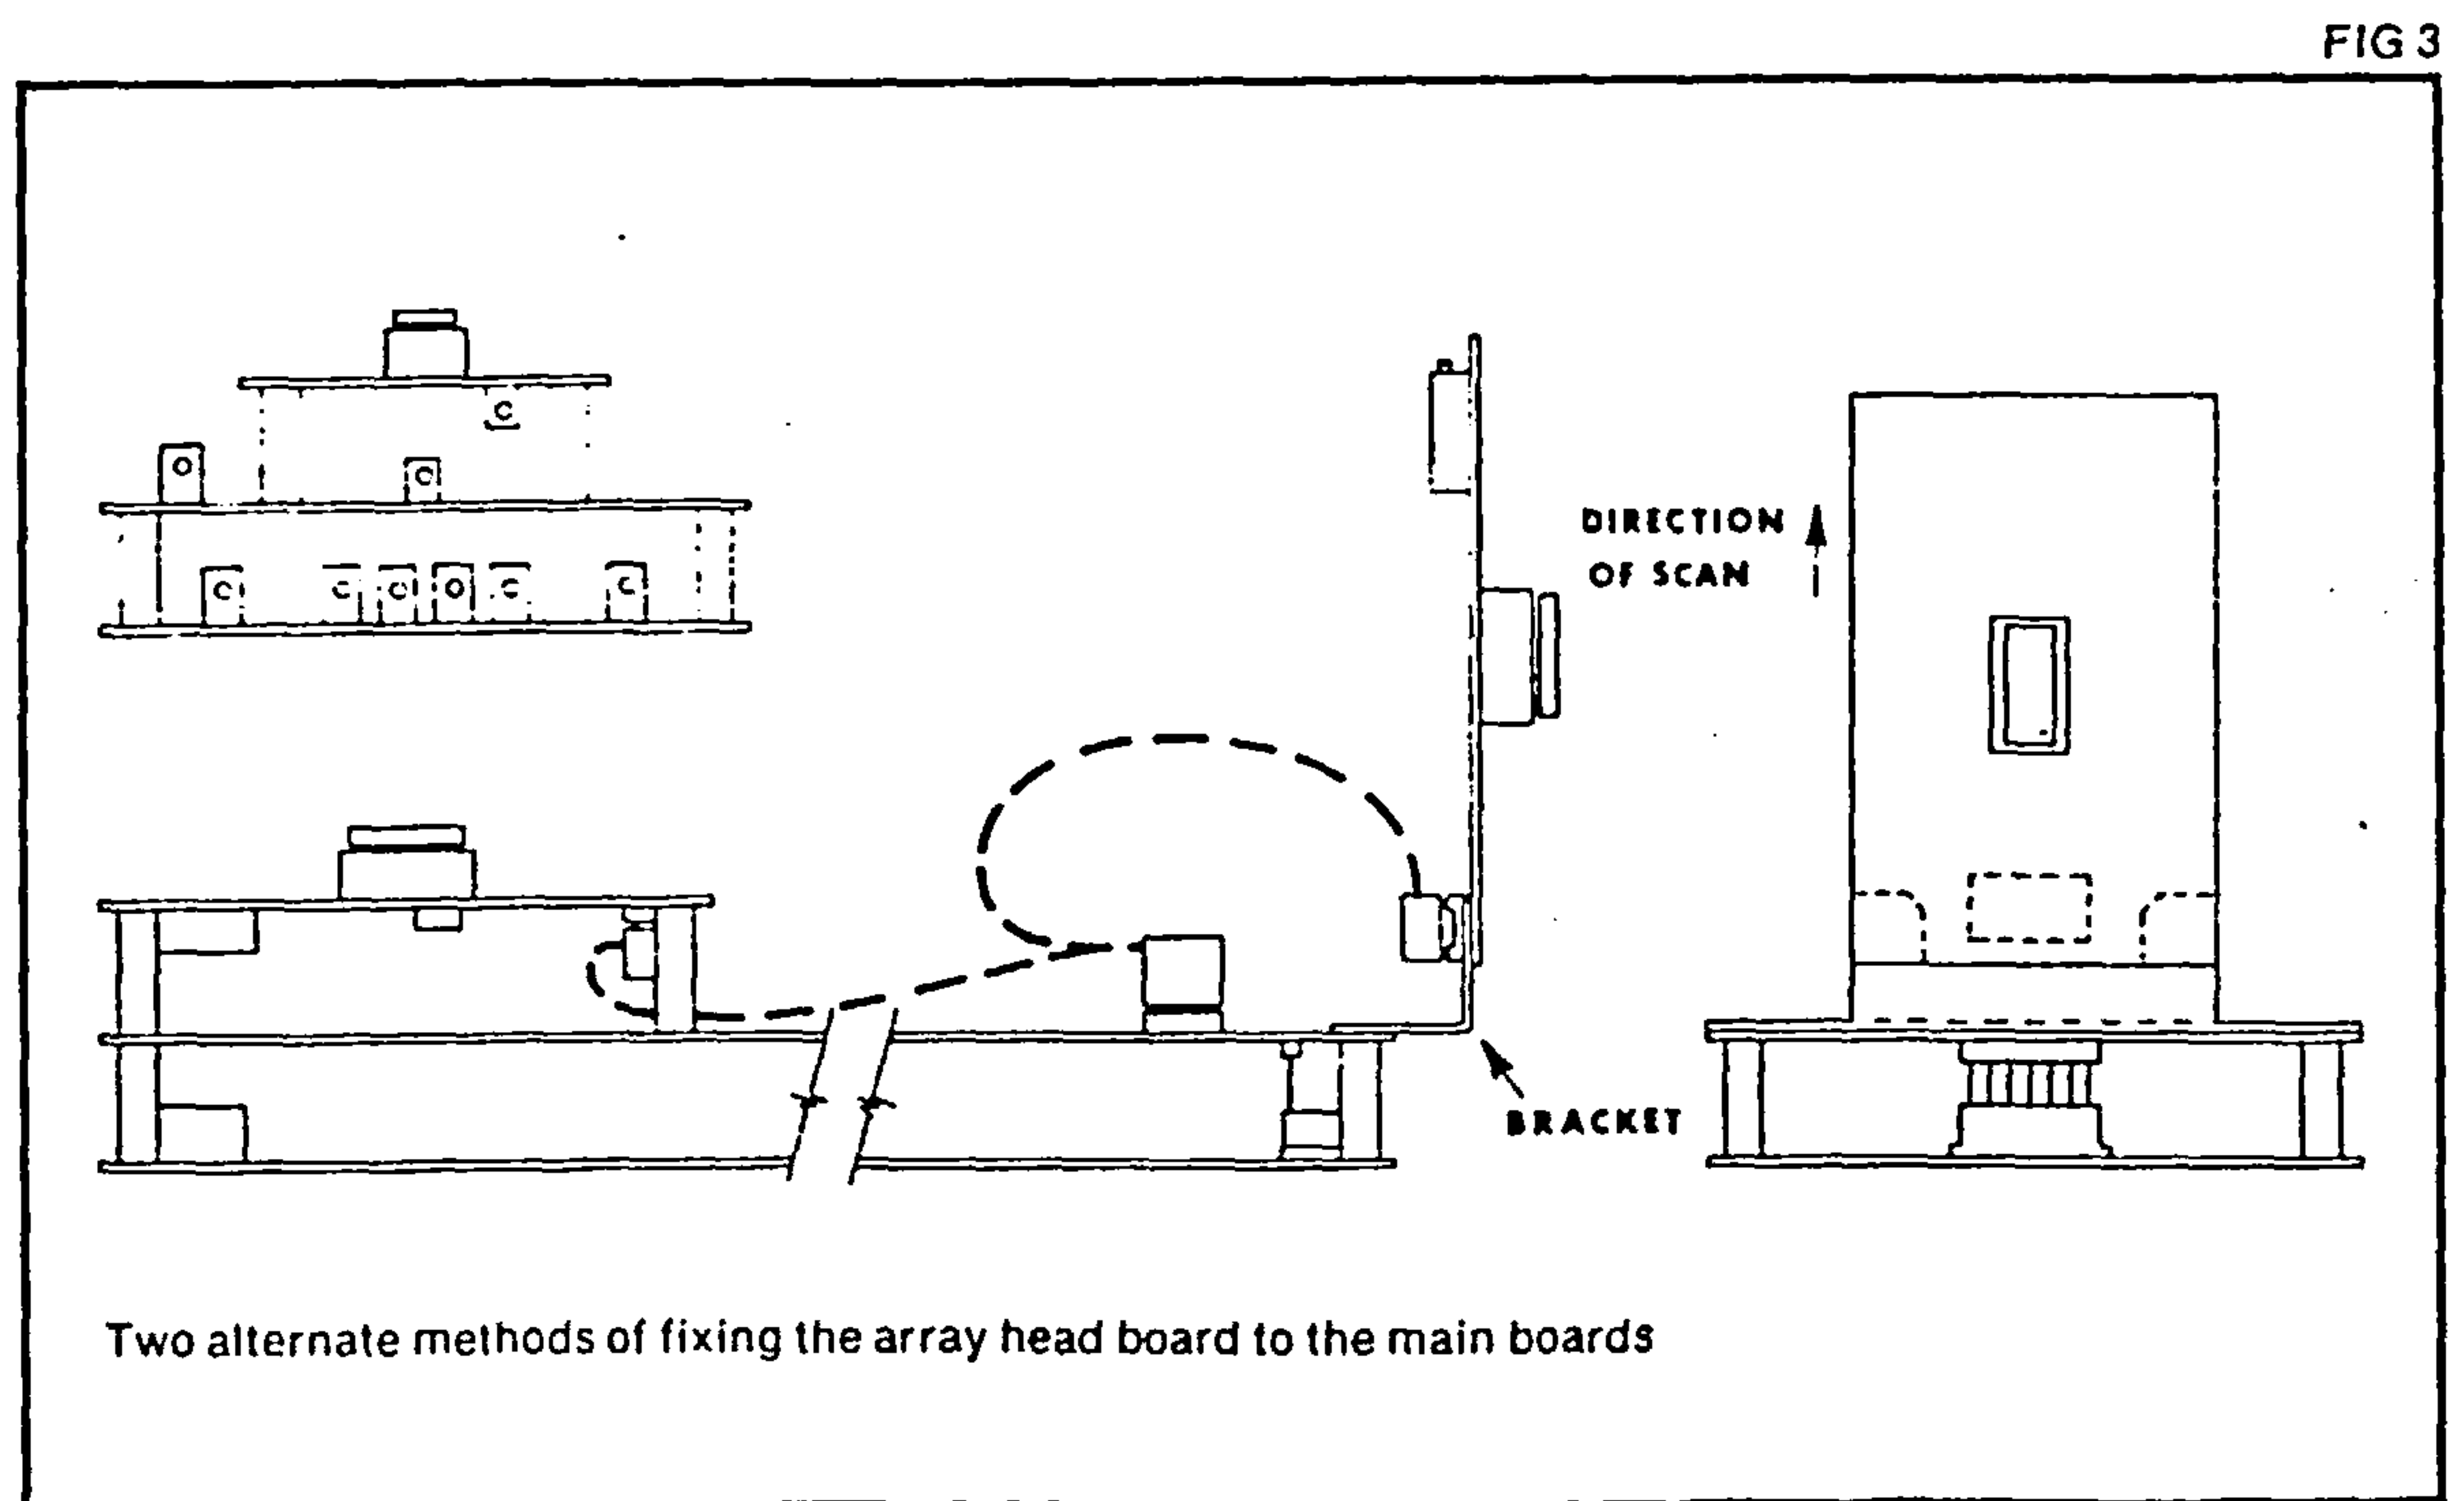 FIG 3
DIRECTION
OF SCAN
BRACKET
Two alternate methods of fixing the array head board to the main boards